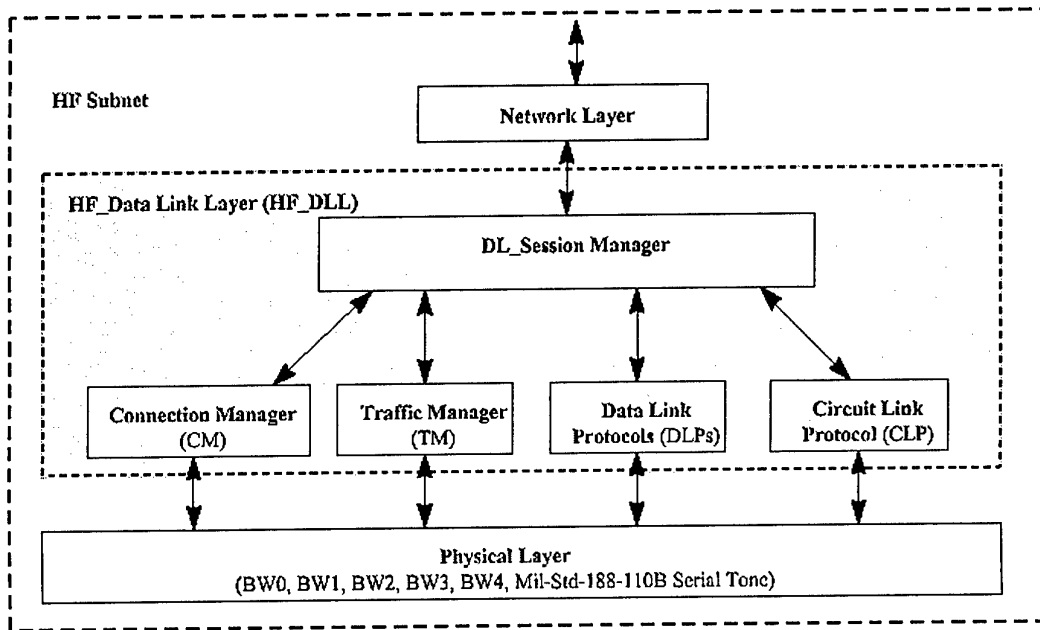 HF Subnet
Network Layer
HF_Data Link Layer (HF_DLL)
DL_Session Manager
Connection Manager
(CM)
Traffic Manager
(TM)
Data Link
Protocols (DLPs)
Circuit Link
Protocol (CLP)
Physical Layer
(BW0, BW1, BW2, BW3, BW4, Mil-Std-188-110B Serial Tone)